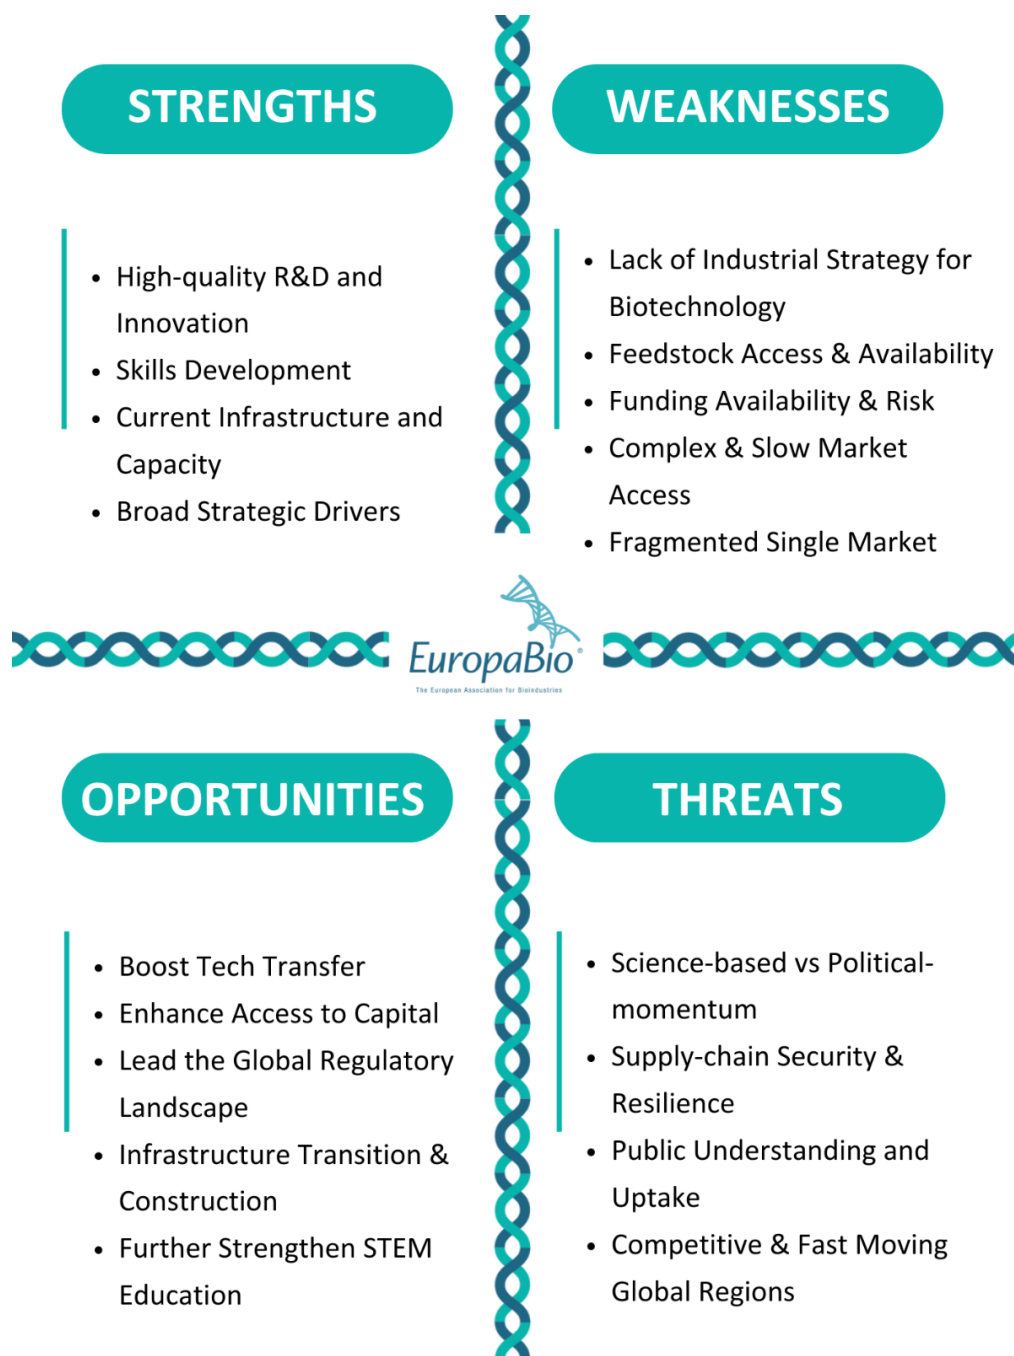 STRENGTHS
• High-quality R&D and
Innovation
• Skills Development
• Current Infrastructure and
Capacity
• Broad Strategic Drivers
WEAKNESSES
• Lack of Industrial Strategy for
Biotechnology
• Feedstock Access & Availability
• Funding Availability & Risk
• Complex & Slow Market
Access
• Fragmented Single Market
EuropaBio®
The European Association for Bioindustries
OPPORTUNITIES
• Boost Tech Transfer
• Enhance Access to Capital
• Lead the Global Regulatory
Landscape
• Infrastructure Transition &
Construction
• Further Strengthen STEM
Education
THREATS
• Science-based vs Political-
momentum
• Supply-chain Security &
Resilience
• Public Understanding and
Uptake
• Competitive & Fast Moving
Global Regions